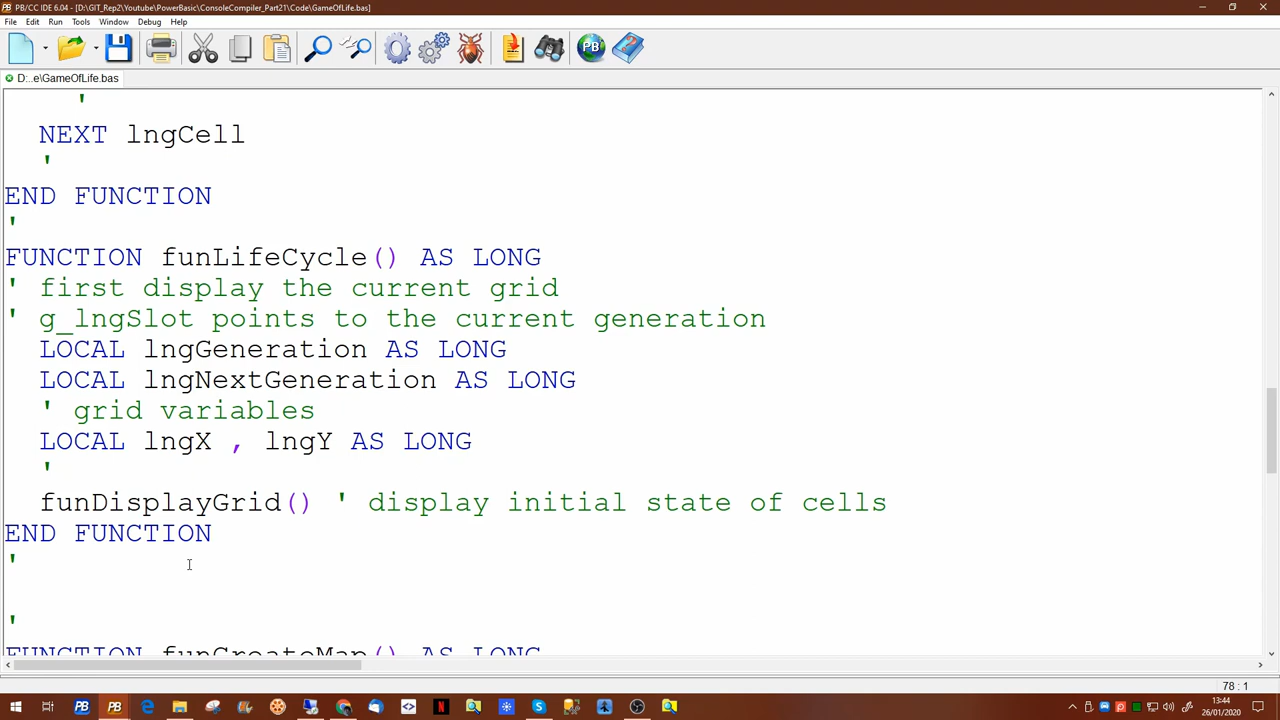 PB/CC IDE 6.04 - [D:\GIT_Rep2\Youtube\PowerBasic\ConsoleCompiler_Part21\Code\GameOfLife.bas]
File Edit Run Tools Window Debug Help
PB
D:..e\GameOfLife.bas
'
NEXT lngCell
'
END FUNCTION
'
FUNCTION funLifeCycle() AS LONG
' first display the current grid
' g_lngSlot points to the current generation
LOCAL lngGeneration AS LONG
LOCAL lngNextGeneration AS LONG
' grid variables
LOCAL lngX , lngY AS LONG
'
funDisplayGrid() ' display initial state of cells
END FUNCTION
'
'
FUNCTION funCreateMap() AS LONG
78 : 1
PB PB
13:44
26/01/2020